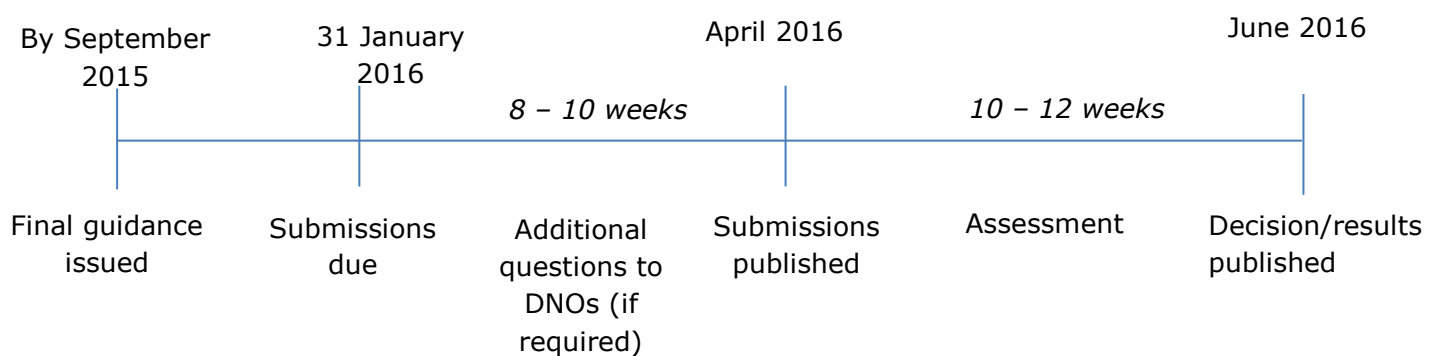 By September
2015
31 January
2016
April 2016
June 2016
8 – 10 weeks
10 – 12 weeks
Final guidance
issued
Submissions
due
Additional
questions to
DNOs (if
required)
Submissions
published
Assessment
Decision/results
published